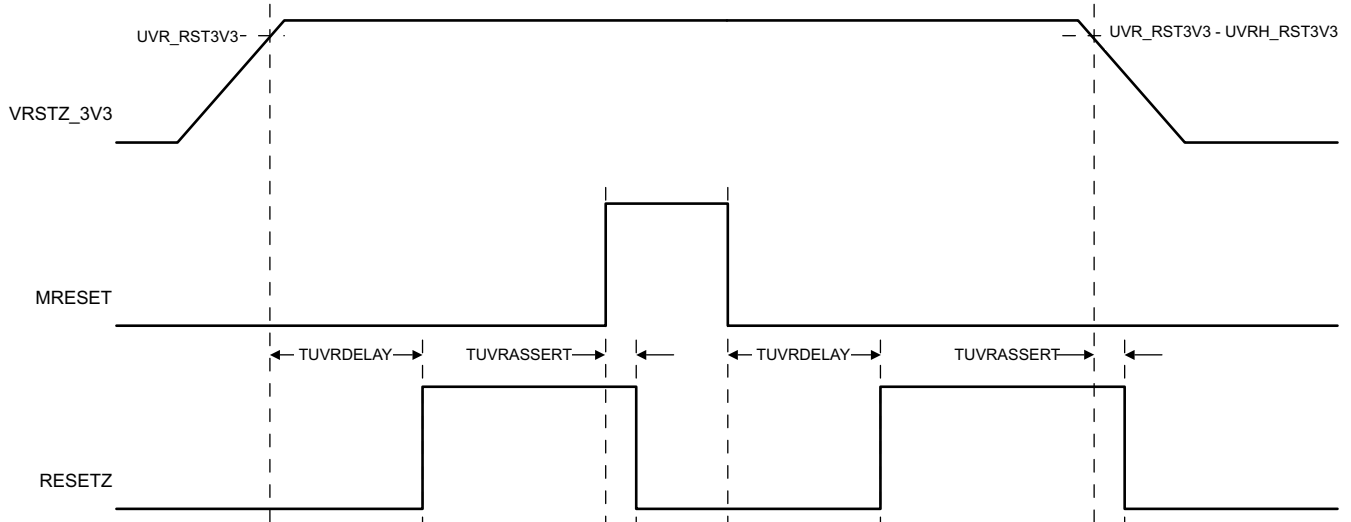 UVR_RST3V3
UVR_RST3V3 - UVRH_RST3V3
VRSTZ_3V3
MRESET
TUVRDELAY
TUVRASSERT
TUVRDELAY
TUVRASSERT
RESETZ